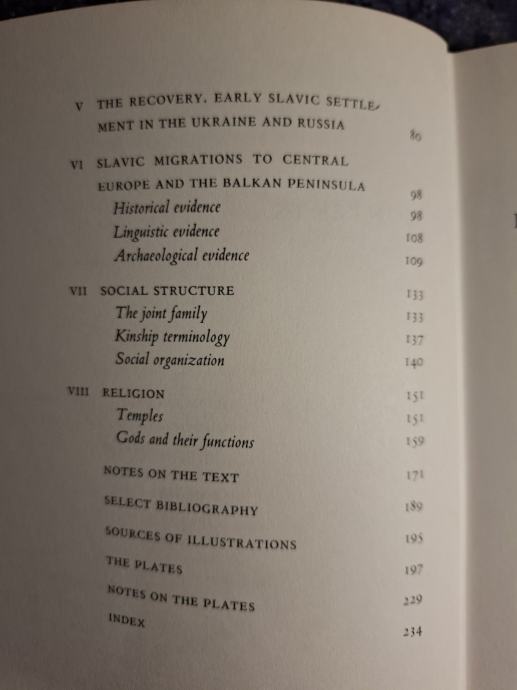 V THE RECOVERY. EARLY SLAVIC SETTLE-
MENT IN THE UKRAINE AND RUSSIA 80
VI SLAVIC MIGRATIONS TO CENTRAL
EUROPE AND THE BALKAN PENINSULA 98
Historical evidence 98
Linguistic evidence 108
Archaeological evidence 109
VII SOCIAL STRUCTURE 133
The joint family 133
Kinship terminology 137
Social organization 140
VIII RELIGION 151
Temples 151
Gods and their functions 159
NOTES ON THE TEXT 171
SELECT BIBLIOGRAPHY 189
SOURCES OF ILLUSTRATIONS 195
THE PLATES 197
NOTES ON THE PLATES 229
INDEX 234